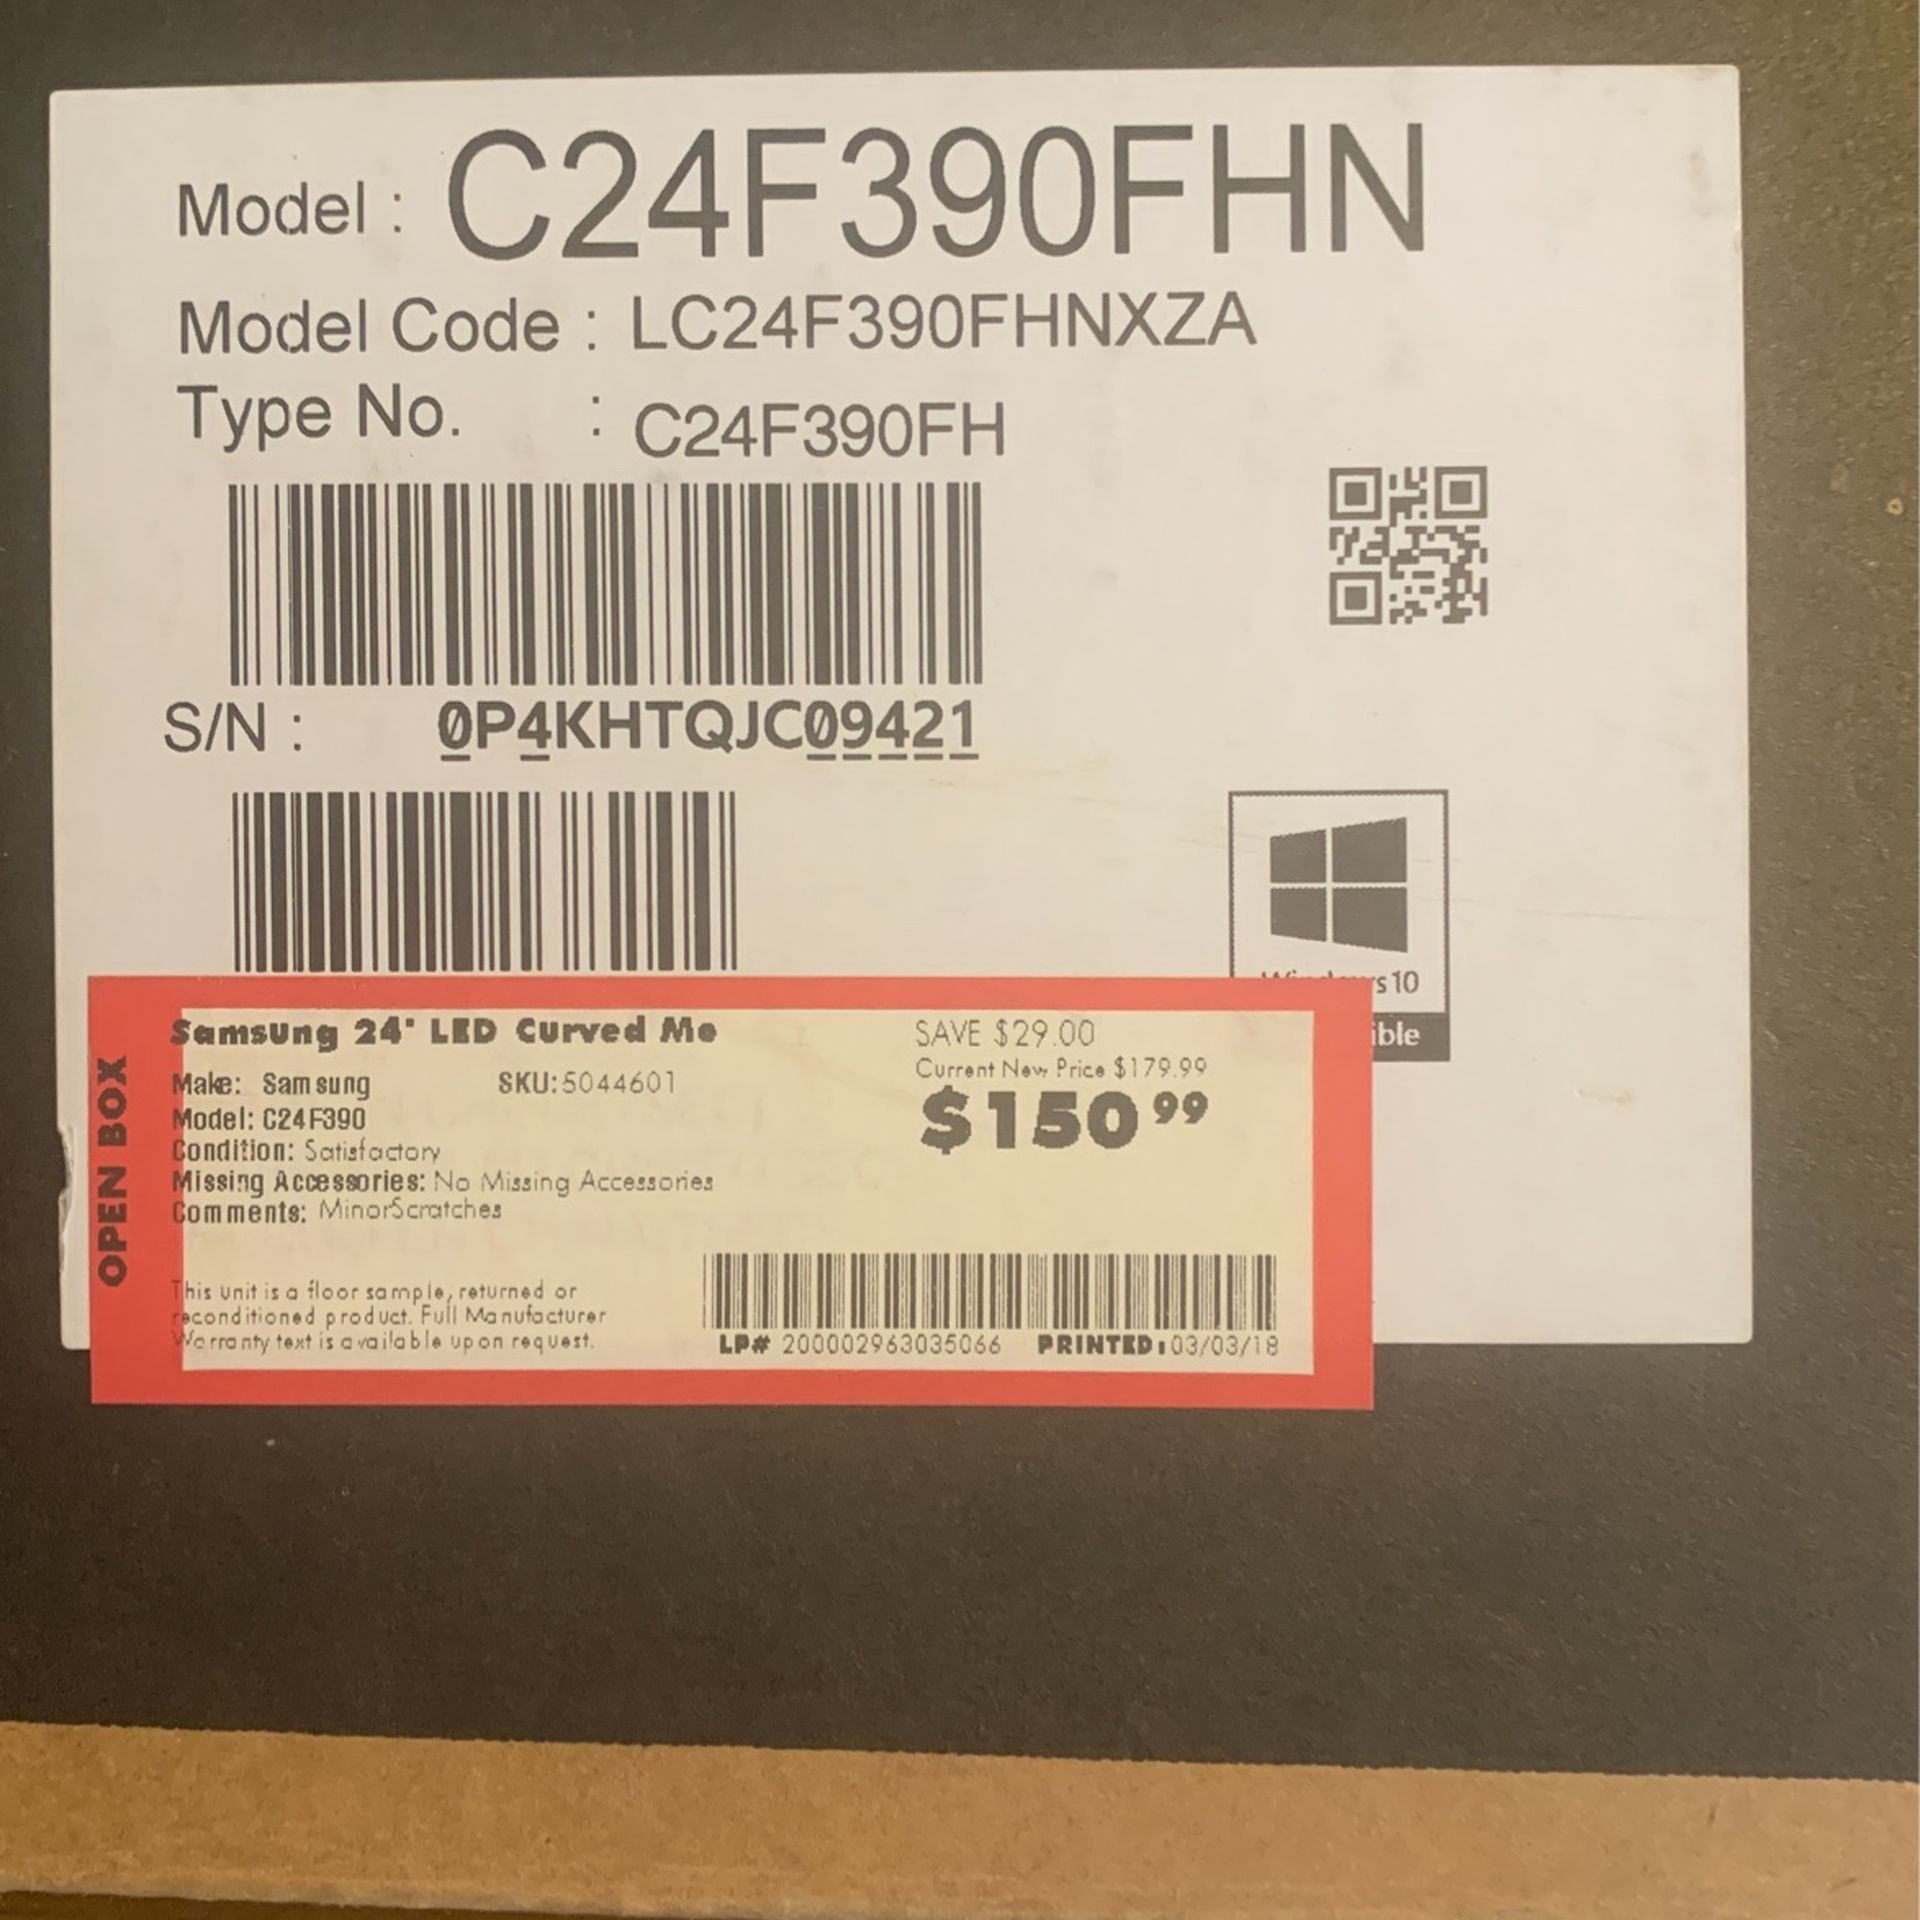 Model : C24F390FHN
Model Code : LC24F390FHNXZA
Type No. : C24F390FH
S/N : 0P4KHTQJC09421
s 10
ible
OPEN BOX
Samsung 24" LED Curved Mo
SAVE $29.00
Make: Samsung SKU:5044601
Current New Price $179.99
Model: C24F390
$150.99
Condition: Satisfactory
Missing Accessories: No Missing Accessories
Comments: MinorScratches
This unit is a floor sample, returned or
reconditioned product. Full Manufacturer
Warranty text is available upon request.
LP# 200002963035066 PRINTED: 03/03/18